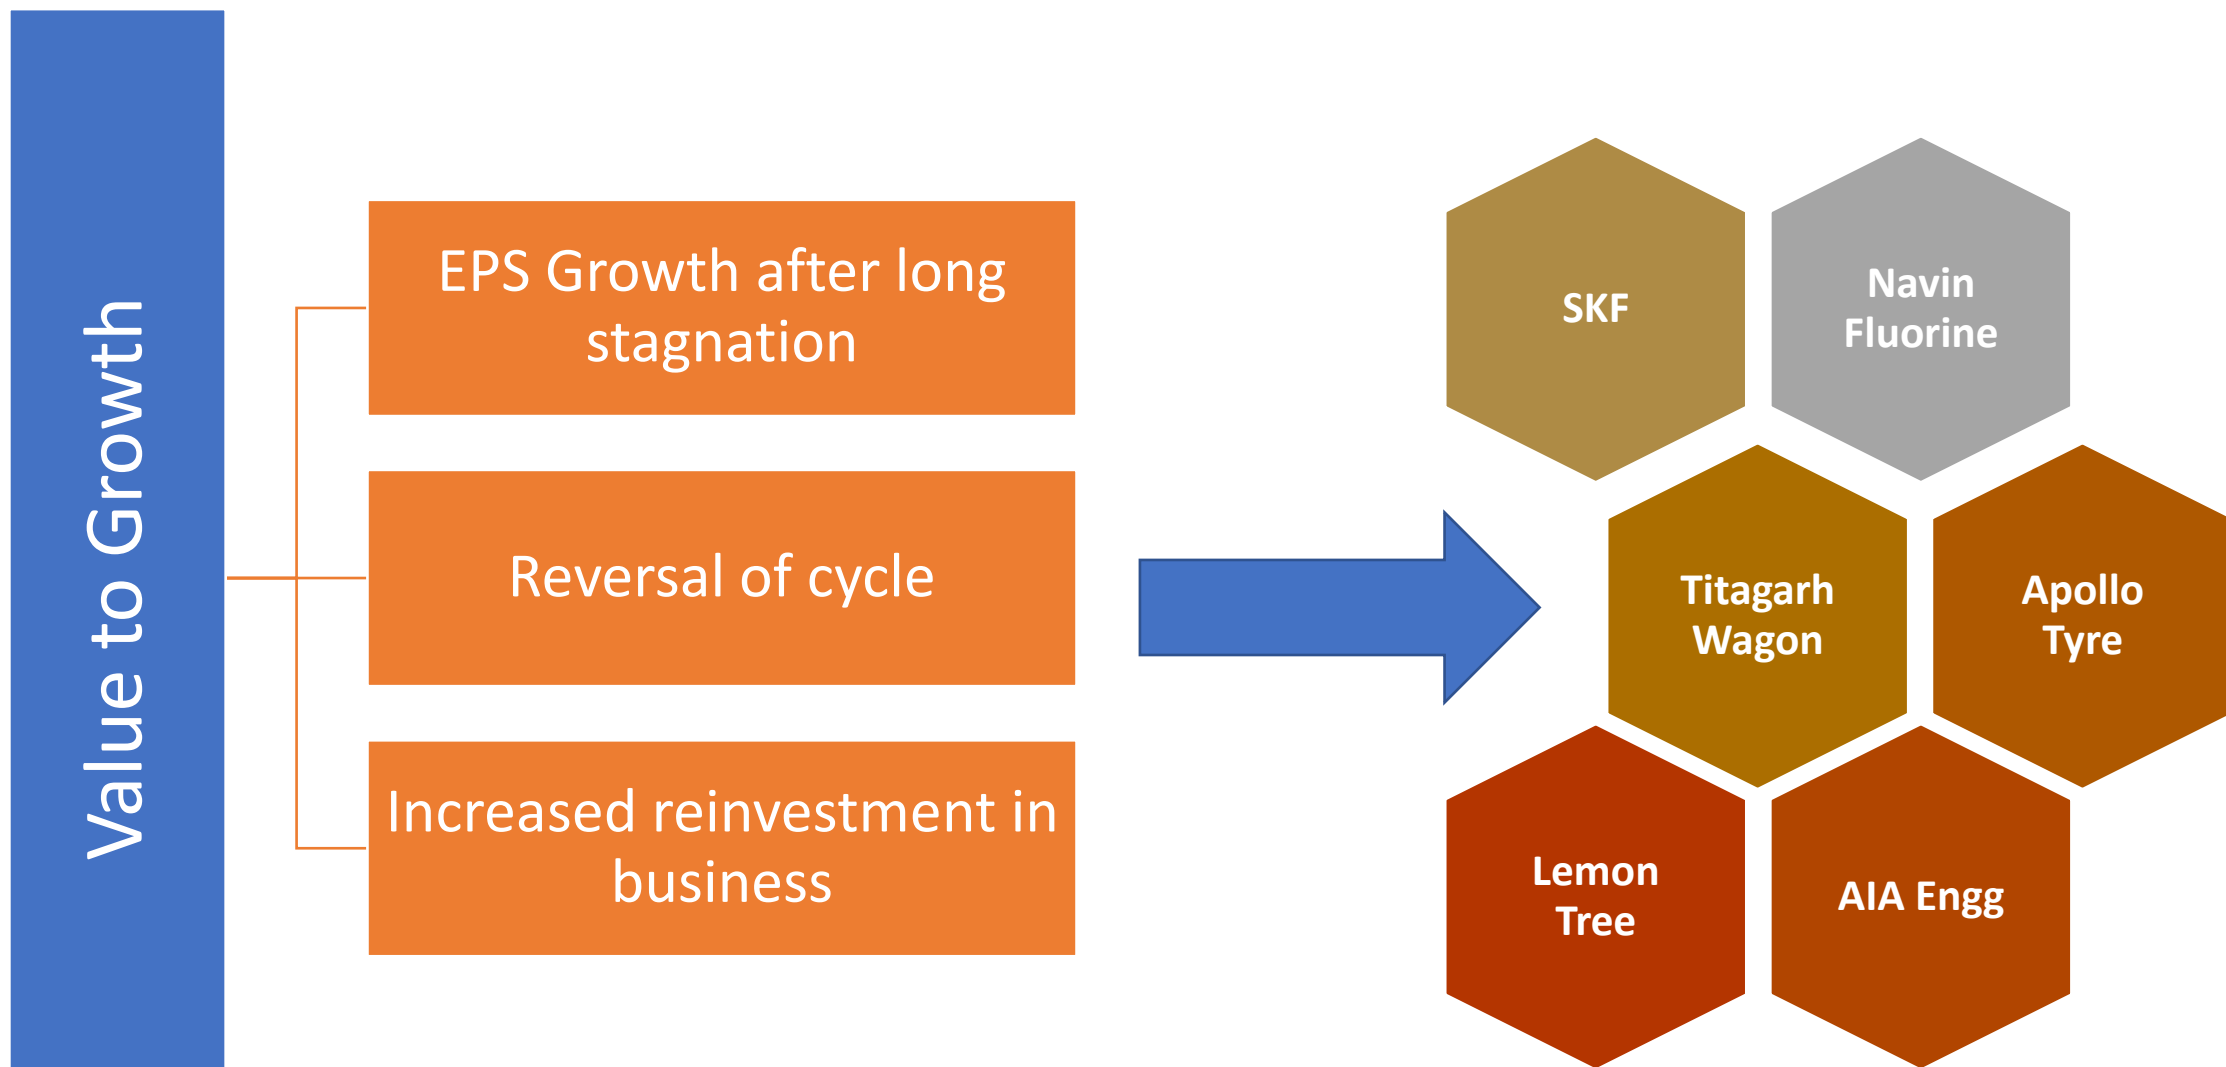 Value to Growth
EPS Growth after long
stagnation
Reversal of cycle
Increased reinvestment in
business
SKF
Navin
Fluorine
Titagarh
Wagon
Apollo
Tyre
Lemon
Tree
AIA Engg